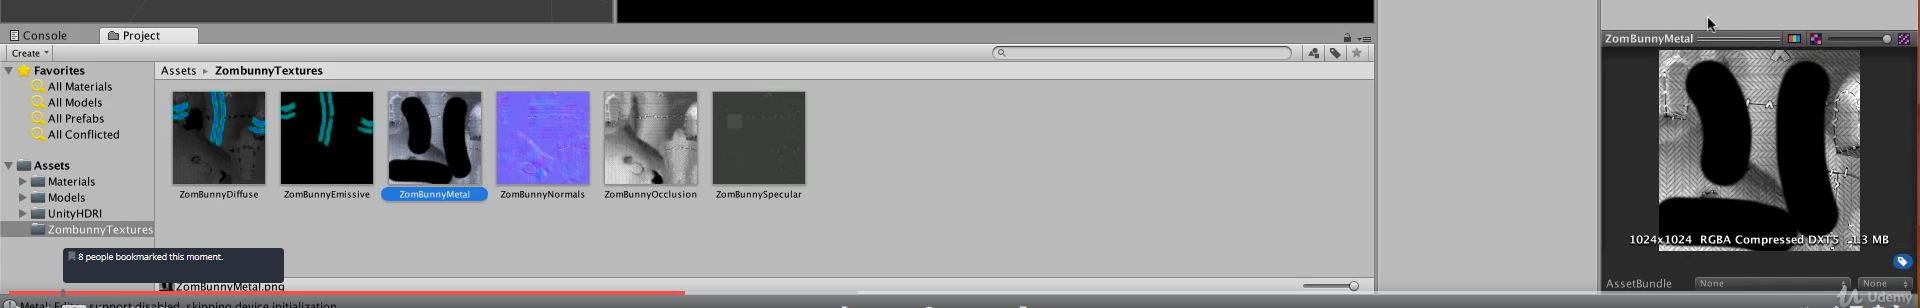 Console
Project
Create
ZomBunnyMetal
Favorites
Assets ▸ ZombunnyTextures
All Materials
All Models
All Prefabs
All Conflicted
Assets
Materials
Models
UnityHDRI
ZombunnyTextures
ZomBunnyDiffuse
ZomBunnyEmissive
ZomBunnyMetal
ZomBunnyNormals
ZomBunnyOcclusion
ZomBunnySpecular
8 people bookmarked this moment.
ZomBunnyMetal.png
Metal: Editor support disabled, skipping device initialization
1024x1024 RGBA Compressed DXT5 1.3 MB
AssetBundle
None
None
Udemy